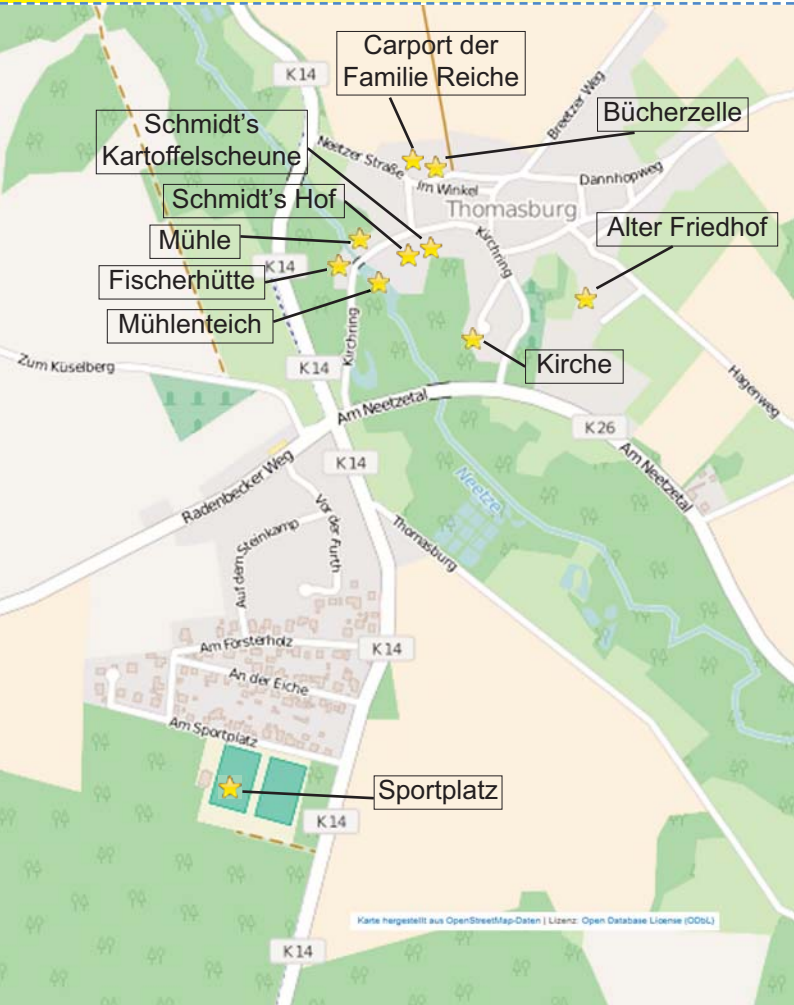 K14
Carport der
Familie Reiche
Breetzer Weg
Bücherzelle
Schmidt's
Kartoffelscheune
Neetzer Straße
Im Winkel
Dannhopweg
Schmidt's Hof
Thomasburg
Alter Friedhof
Mühle
Kirchring
Fischerhütte
K14
Mühlenteich
Kirchring
Kirche
Zum Küselberg
K14
Hagenweg
Am Neetzetal
K26
Am Neetzetal
K14
Radenbecker Weg
Neetze
Vor der Furth
Auf dem Steinkamp
Thomasburg
Am Forsterholz
K14
An der Eiche
Am Sportplatz
Sportplatz
K14
Karte hergestellt aus OpenStreetMap-Daten | Lizenz: Open Database License (ODbL)
K14